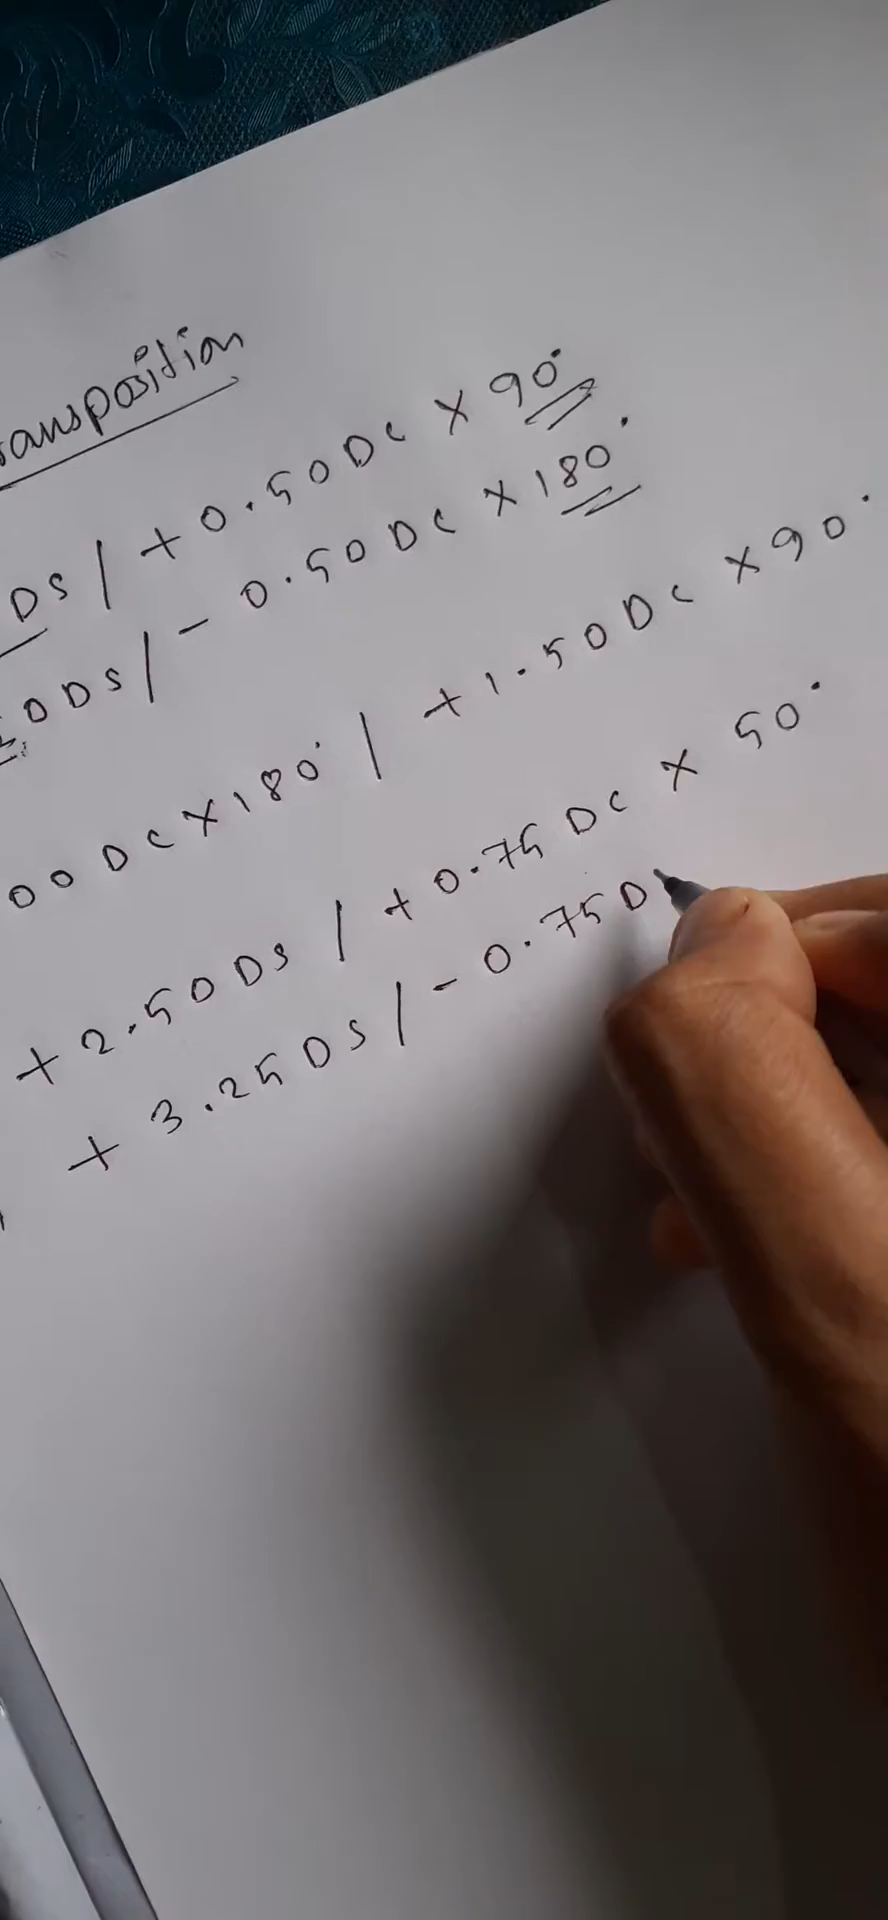 ransposition
DS / + 0.50 DC × 90°
0 DS / - 0.50 DC × 180°
00 DC × 180° / + 1.50 DC × 90°
+ 2.50 DS / + 0.75 DC × 50°
+ 3.25 DS / - 0.75 D